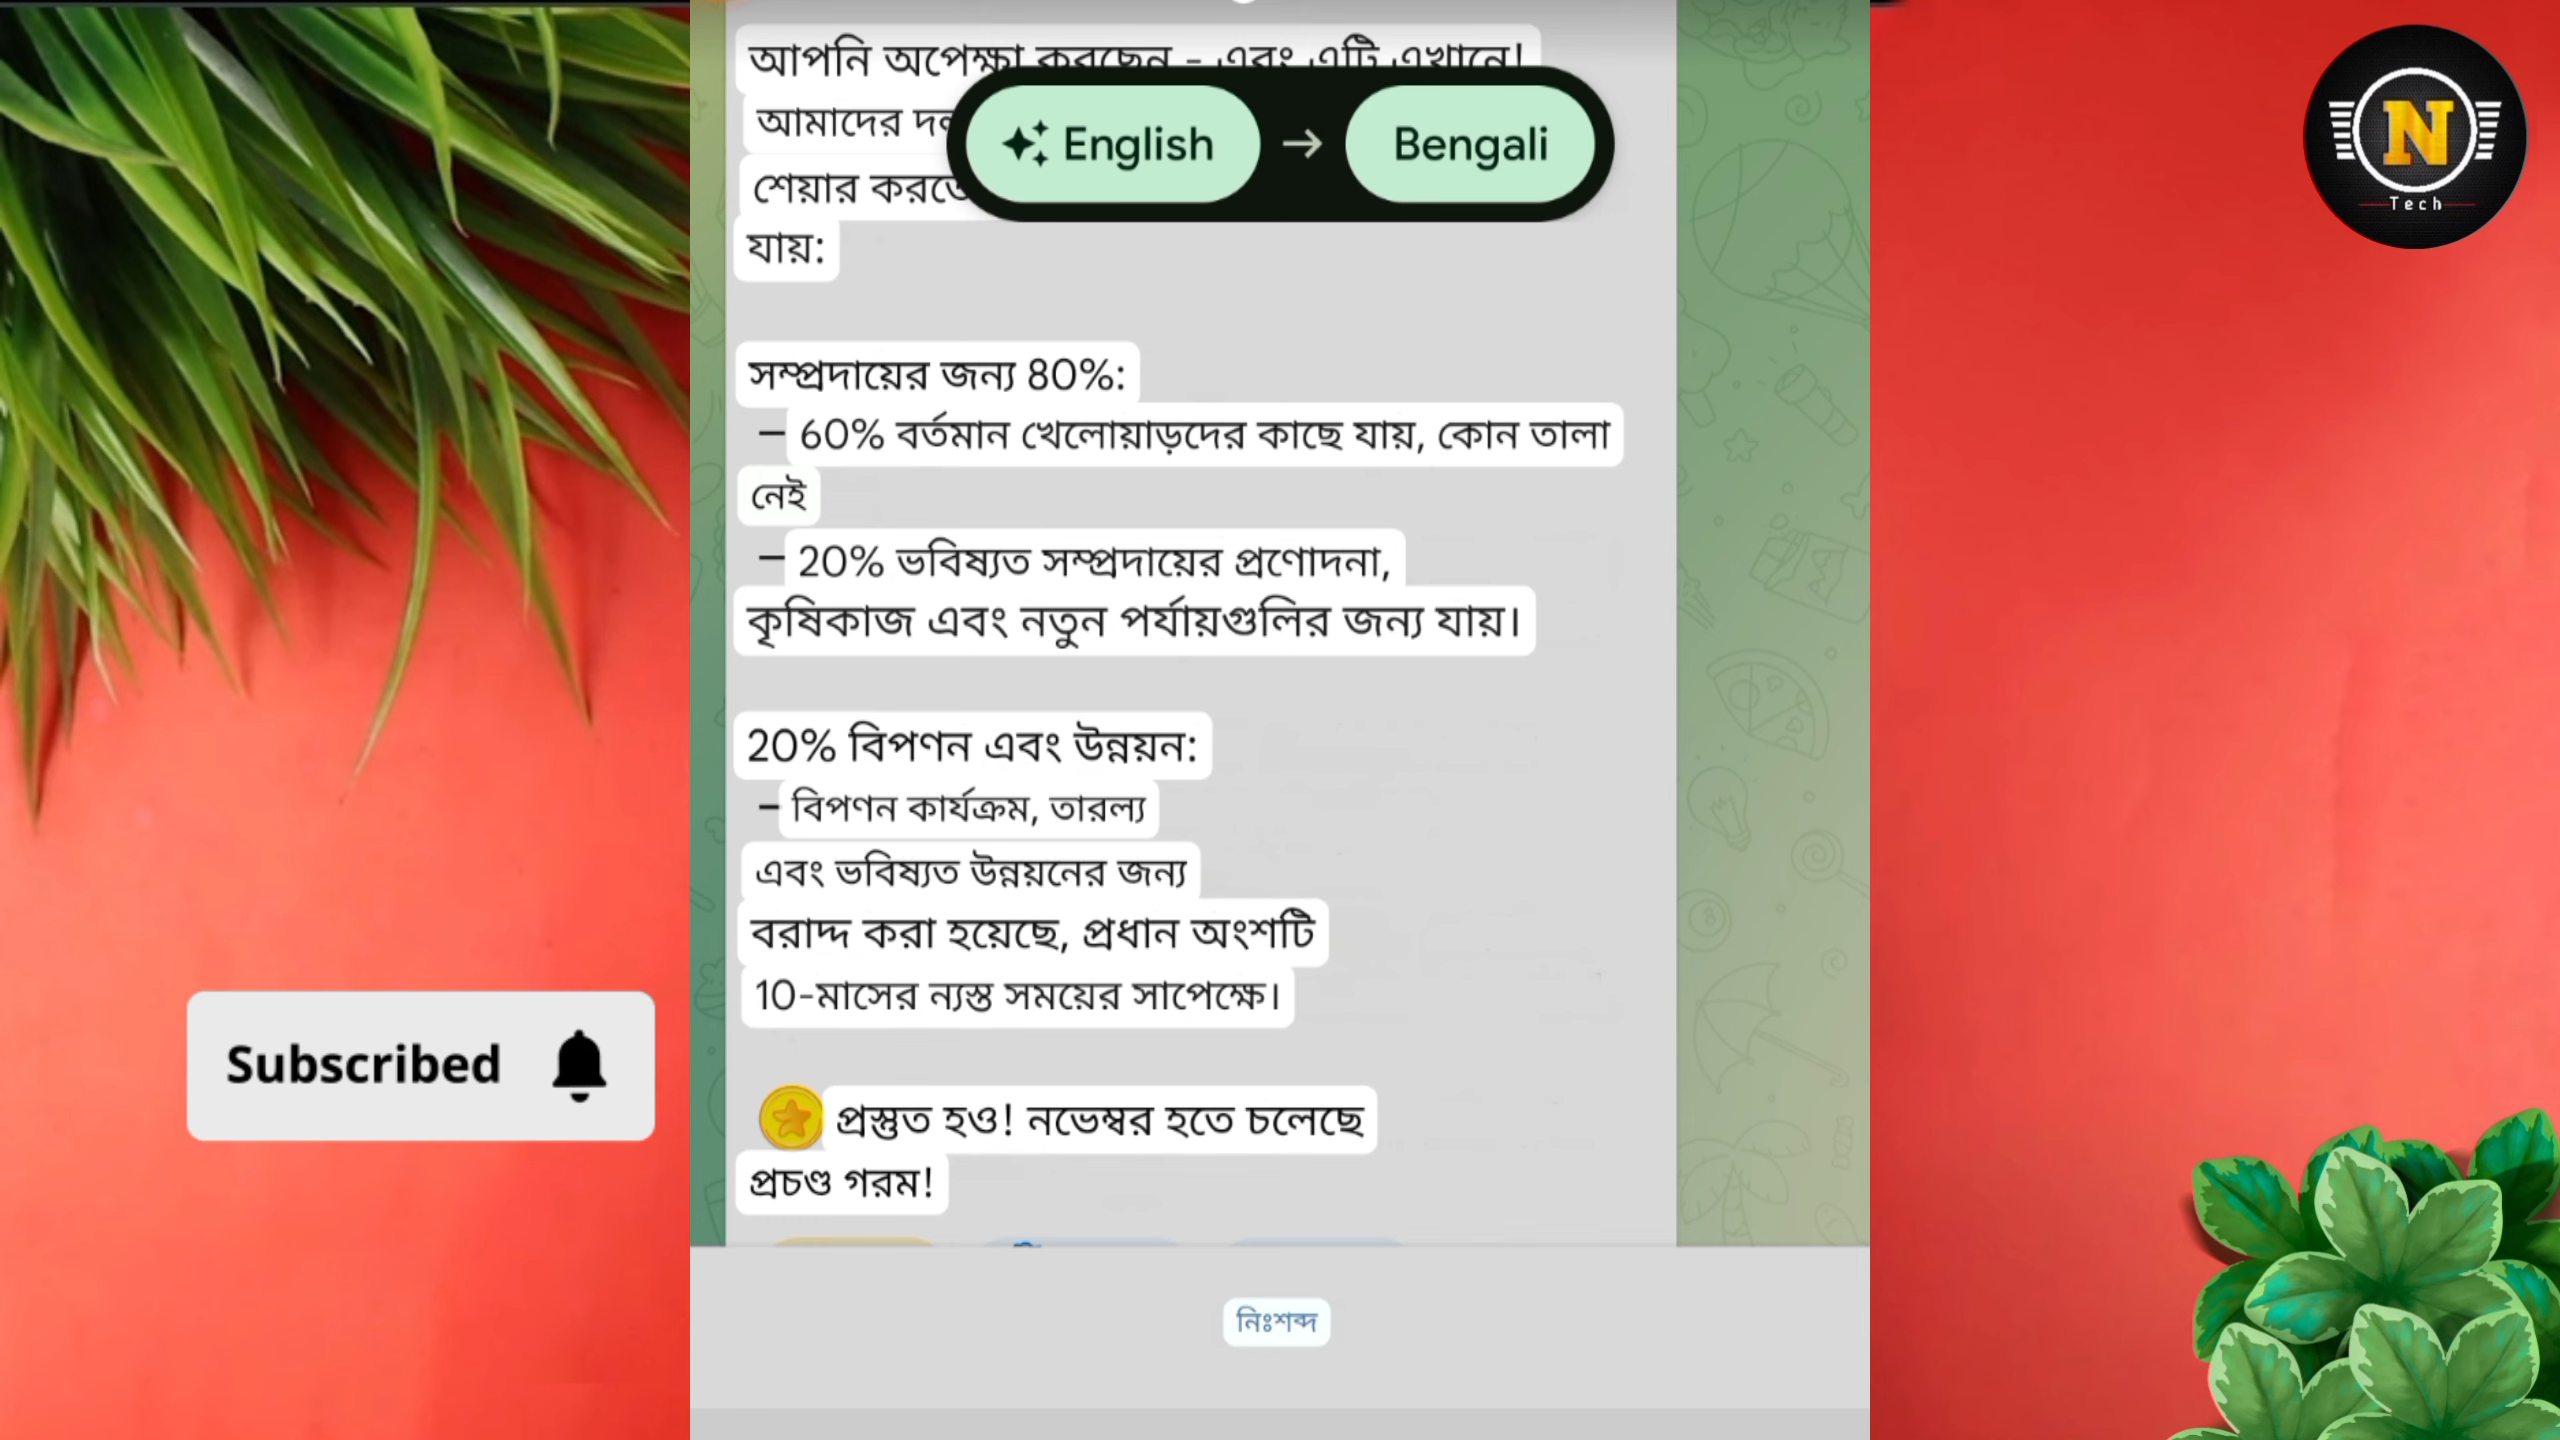 আপনি অপেক্ষা করছেন - এবং এটি এখানে!
আমাদের
English → Bengali
শেয়ার করতে
যায়:
সম্প্রদায়ের জন্য 80%:
– 60% বর্তমান খেলোয়াড়দের কাছে যায়, কোন তালা
নেই
– 20% ভবিষ্যত সম্প্রদায়ের প্রণোদনা,
কৃষিকাজ এবং নতুন পর্যায়গুলির জন্য যায়।
20% বিপণন এবং উন্নয়ন:
– বিপণন কার্যক্রম, তারল্য
এবং ভবিষ্যত উন্নয়নের জন্য
বরাদ্দ করা হয়েছে, প্রধান অংশটি
10-মাসের ন্যস্ত সময়ের সাপেক্ষে।
প্রস্তুত হও! নভেম্বর হতে চলেছে
প্রচণ্ড গরম!
নিঃশব্দ
Subscribed
N
Tech